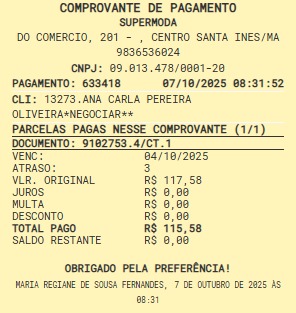 COMPROVANTE DE PAGAMENTO
SUPERMODA
DO COMERCIO, 201 - , CENTRO SANTA INES/MA
9836536024
CNPJ: 09.013.478/0001-20
PAGAMENTO: 633418 07/10/2025 08:31:52
CLI: 13273.ANA CARLA PEREIRA
OLIVEIRA*NEGOCIAR**
PARCELAS PAGAS NESSE COMPROVANTE (1/1)
DOCUMENTO: 9102753.4/CT.1
VENC: 04/10/2025
ATRASO: 3
VLR. ORIGINAL R$ 117,58
JUROS R$ 0,00
MULTA R$ 0,00
DESCONTO R$ 0,00
TOTAL PAGO R$ 115,58
SALDO RESTANTE R$ 0,00
OBRIGADO PELA PREFERÊNCIA!
MARIA REGIANE DE SOUSA FERNANDES, 7 DE OUTUBRO DE 2025 ÀS
08:31